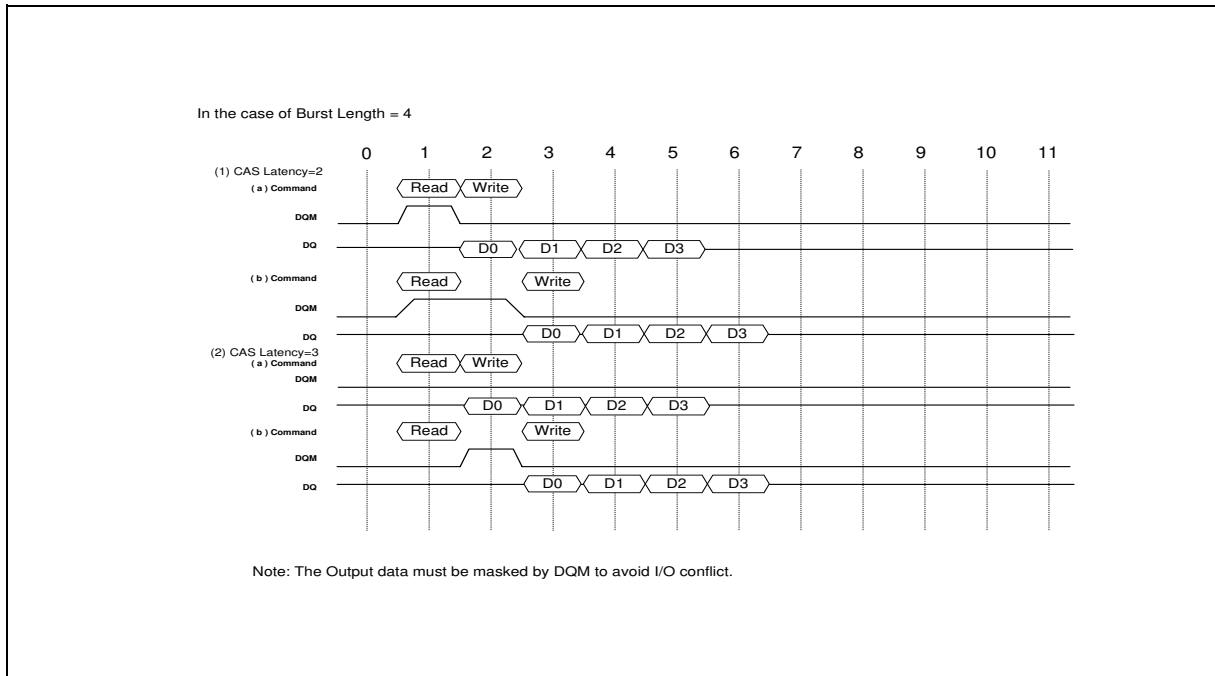 In the case of Burst Length = 4
0 1 2 3 4 5 6 7 8 9 10 11
(1) CAS Latency=2
( a ) Command Read Write
DQM
DQ D0 D1 D2 D3
( b ) Command Read Write
DQM
DQ D0 D1 D2 D3
(2) CAS Latency=3
( a ) Command Read Write
DQM
DQ D0 D1 D2 D3
( b ) Command Read Write
DQM
DQ D0 D1 D2 D3
Note: The Output data must be masked by DQM to avoid I/O conflict.